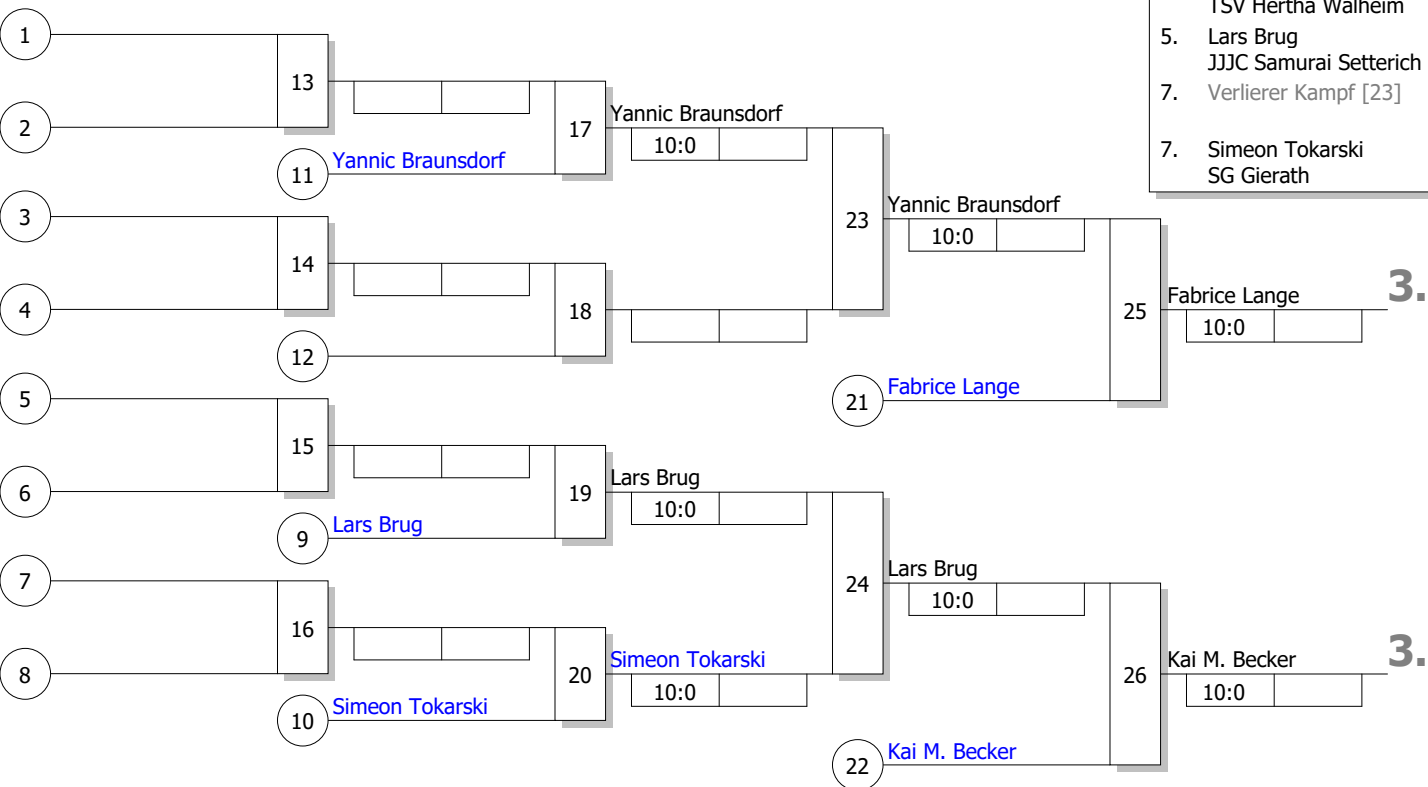 TSV Hertha Walheim
5. Lars Brug
JJJC Samurai Setterich
7. Verlierer Kampf [23]
7. Simeon Tokarski
SG Gierath
1
13
2
17
Yannic Braunsdorf
10:0
11
Yannic Braunsdorf
3
23
Yannic Braunsdorf
10:0
14
4
18
12
25
Fabrice Lange
10:0
3.
5
21
Fabrice Lange
15
6
19
Lars Brug
10:0
9
Lars Brug
7
24
Lars Brug
10:0
16
8
20
Simeon Tokarski
10:0
10
Simeon Tokarski
26
Kai M. Becker
10:0
3.
22
Kai M. Becker